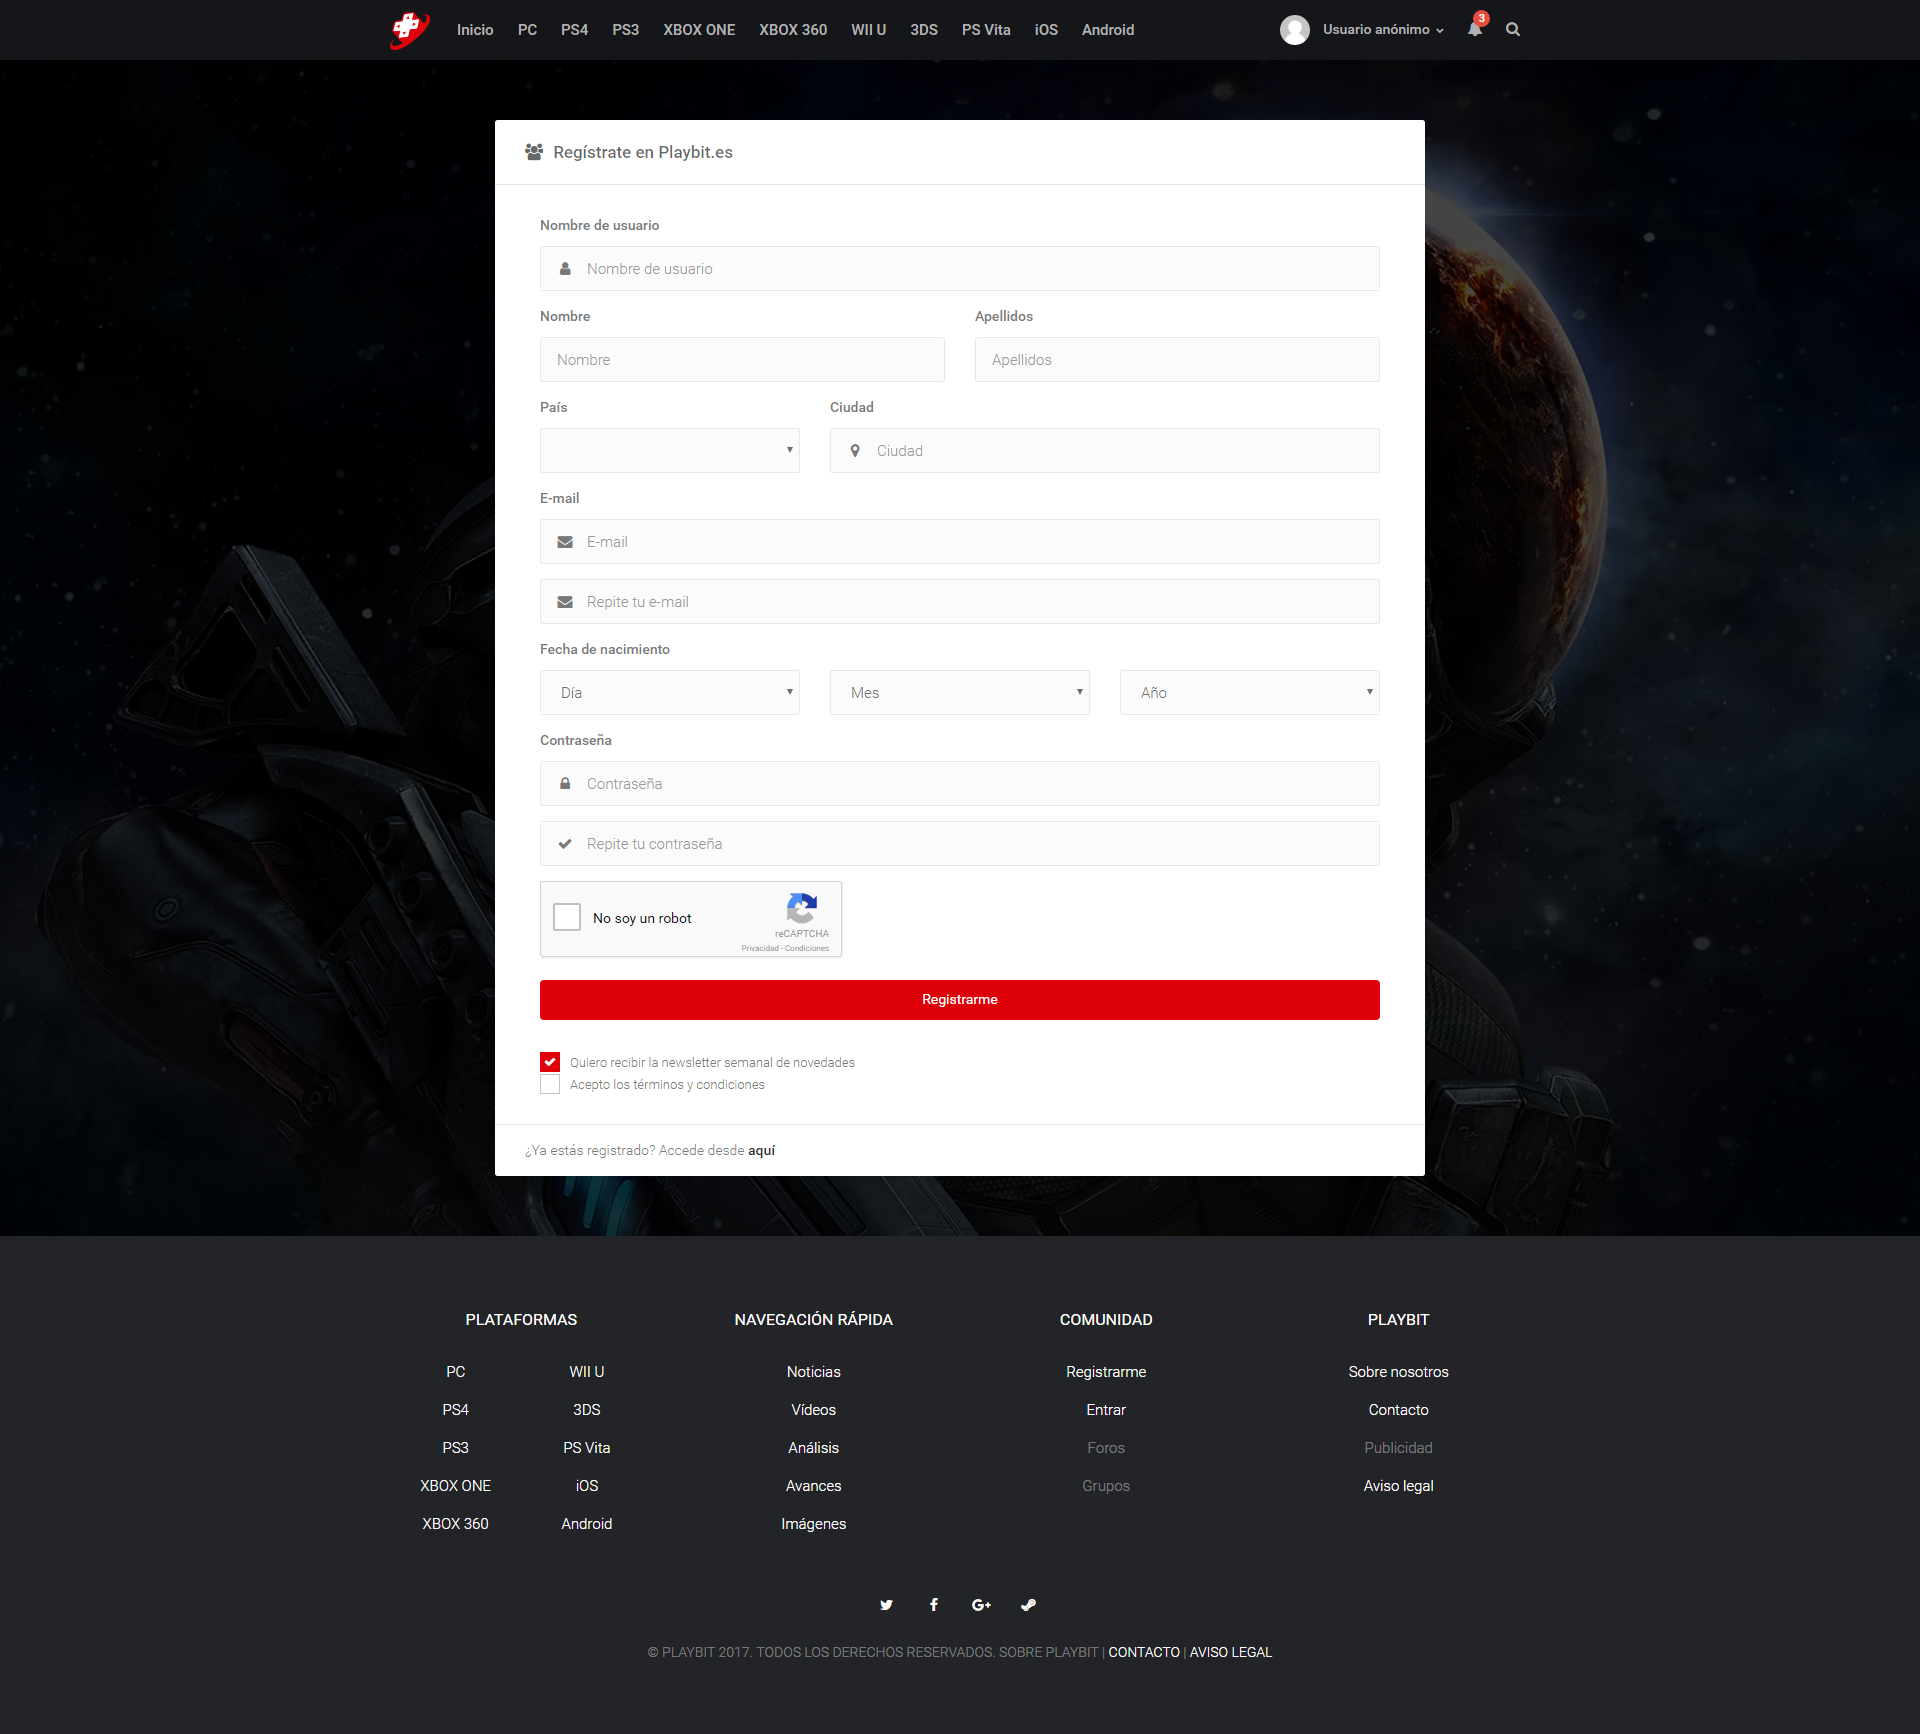 Inicio PC PS4 PS3 XBOX ONE XBOX 360 WII U 3DS PS Vita iOS Android Usuario anónimo 3
Regístrate en Playbit.es
Nombre de usuario
Nombre de usuario
Nombre Apellidos
Nombre Apellidos
País Ciudad
Ciudad
E-mail
E-mail
Repite tu e-mail
Fecha de nacimiento
Día Mes Año
Contraseña
Contraseña
Repite tu contraseña
No soy un robot
reCAPTCHA
Privacidad - Condiciones
Registrarme
Quiero recibir la newsletter semanal de novedades
Acepto los términos y condiciones
¿Ya estás registrado? Accede desde aquí
PLATAFORMAS NAVEGACIÓN RÁPIDA COMUNIDAD PLAYBIT
PC WII U Noticias Registrarme Sobre nosotros
PS4 3DS Vídeos Entrar Contacto
PS3 PS Vita Análisis Foros Publicidad
XBOX ONE iOS Avances Grupos Aviso legal
XBOX 360 Android Imágenes
© PLAYBIT 2017. TODOS LOS DERECHOS RESERVADOS. SOBRE PLAYBIT | CONTACTO | AVISO LEGAL